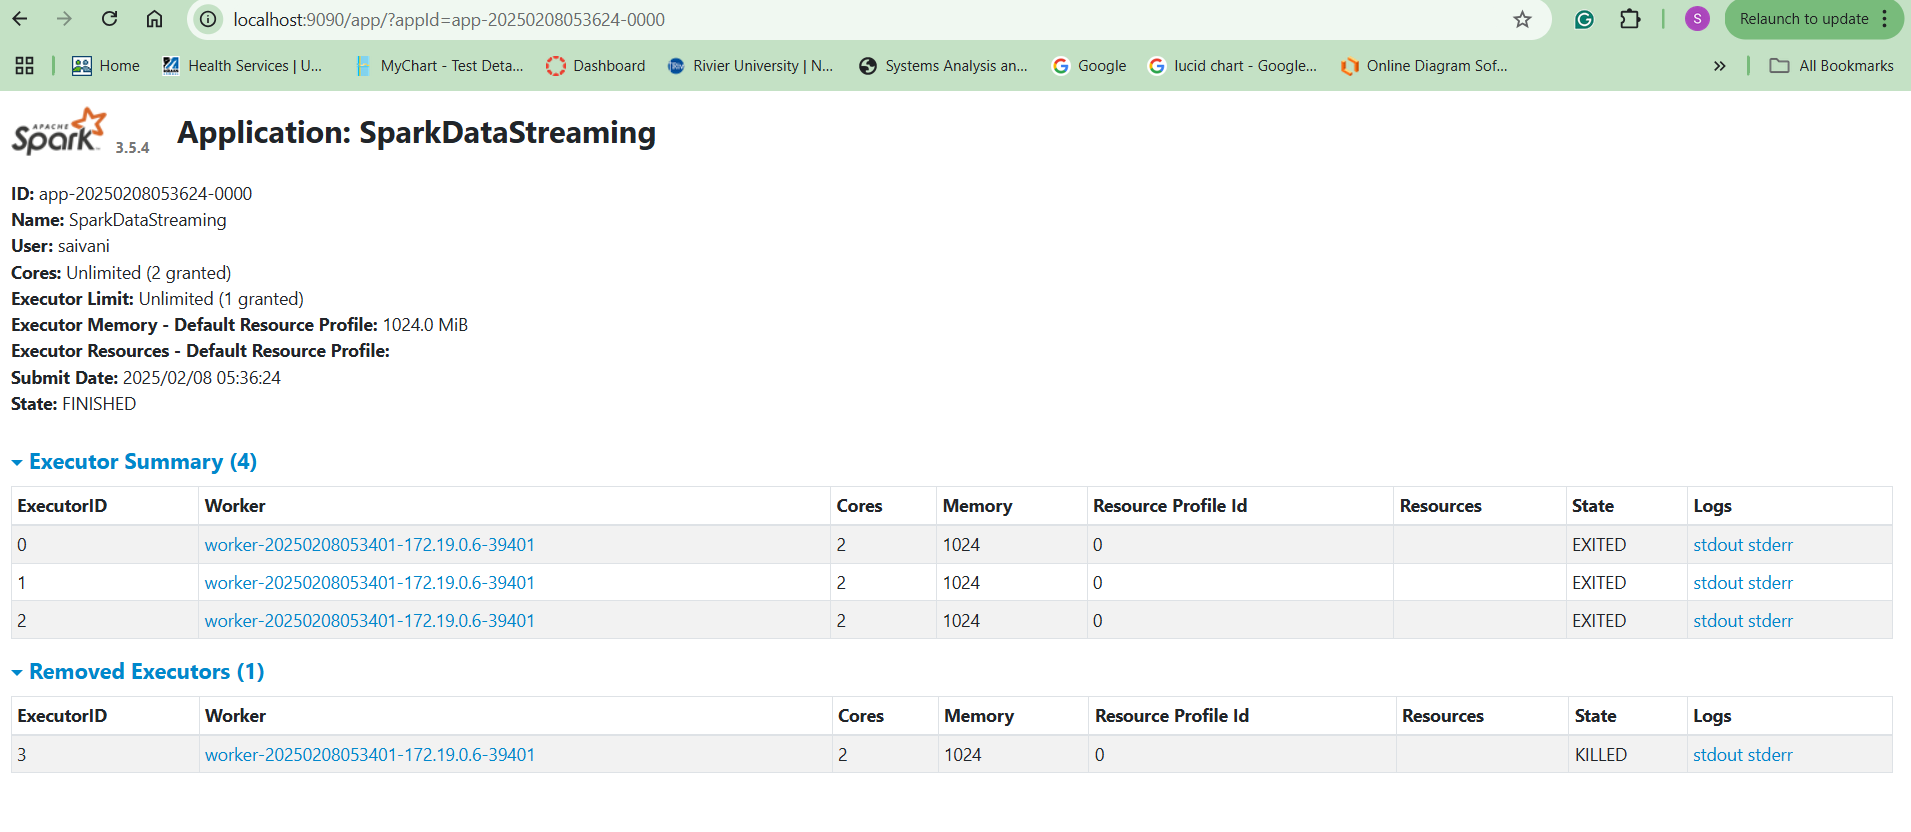 localhost:9090/app/?appId=app-20250208053624-0000
S
Relaunch to update
Home
Health Services | U...
MyChart - Test Deta...
Dashboard
Rivier University | N...
Systems Analysis an...
Google
lucid chart - Google...
Online Diagram Sof...
»
All Bookmarks
APACHE Spark 3.5.4 Application: SparkDataStreaming
ID: app-20250208053624-0000
Name: SparkDataStreaming
User: saivani
Cores: Unlimited (2 granted)
Executor Limit: Unlimited (1 granted)
Executor Memory - Default Resource Profile: 1024.0 MiB
Executor Resources - Default Resource Profile:
Submit Date: 2025/02/08 05:36:24
State: FINISHED
Executor Summary (4)
ExecutorID Worker Cores Memory Resource Profile Id Resources State Logs
0 worker-20250208053401-172.19.0.6-39401 2 1024 0 EXITED stdout stderr
1 worker-20250208053401-172.19.0.6-39401 2 1024 0 EXITED stdout stderr
2 worker-20250208053401-172.19.0.6-39401 2 1024 0 EXITED stdout stderr
Removed Executors (1)
ExecutorID Worker Cores Memory Resource Profile Id Resources State Logs
3 worker-20250208053401-172.19.0.6-39401 2 1024 0 KILLED stdout stderr